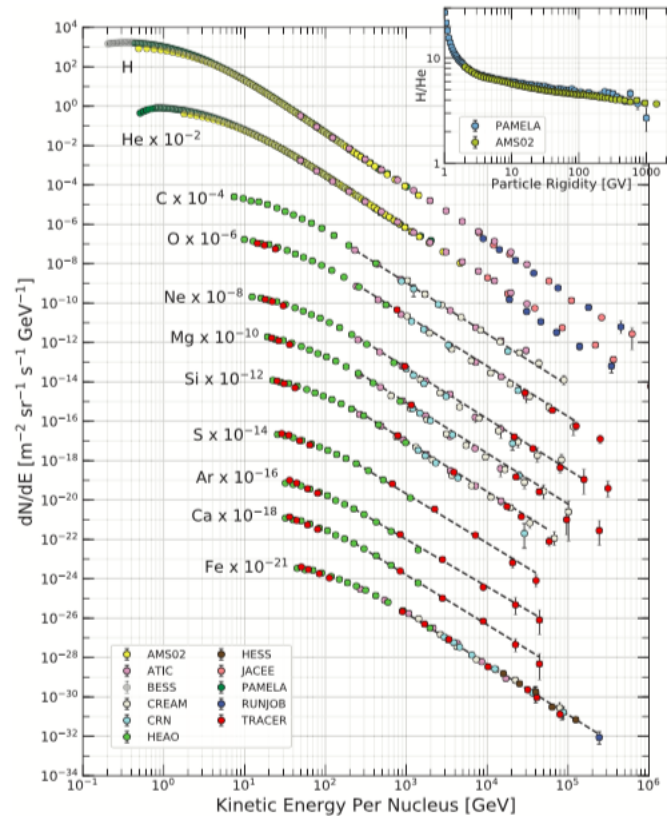 10⁴
10²
10⁰
10⁻²
10⁻⁴
10⁻⁶
10⁻⁸
10⁻¹⁰
10⁻¹²
10⁻¹⁴
10⁻¹⁶
10⁻¹⁸
10⁻²⁰
10⁻²²
10⁻²⁴
10⁻²⁶
10⁻²⁸
10⁻³⁰
10⁻³²
10⁻³⁴
dN/dE [m⁻² sr⁻¹ s⁻¹ GeV⁻¹]
H
He x 10⁻²
C x 10⁻⁴
O x 10⁻⁶
Ne x 10⁻⁸
Mg x 10⁻¹⁰
Si x 10⁻¹²
S x 10⁻¹⁴
Ar x 10⁻¹⁶
Ca x 10⁻¹⁸
Fe x 10⁻²¹
H/He
10
1
PAMELA
AMS02
1 10 100 1000
Particle Rigidity [GV]
AMS02
ATIC
BESS
CREAM
CRN
HEAO
HESS
JACEE
PAMELA
RUNJOB
TRACER
10⁻¹ 10⁰ 10¹ 10² 10³ 10⁴ 10⁵ 10⁶
Kinetic Energy Per Nucleus [GeV]